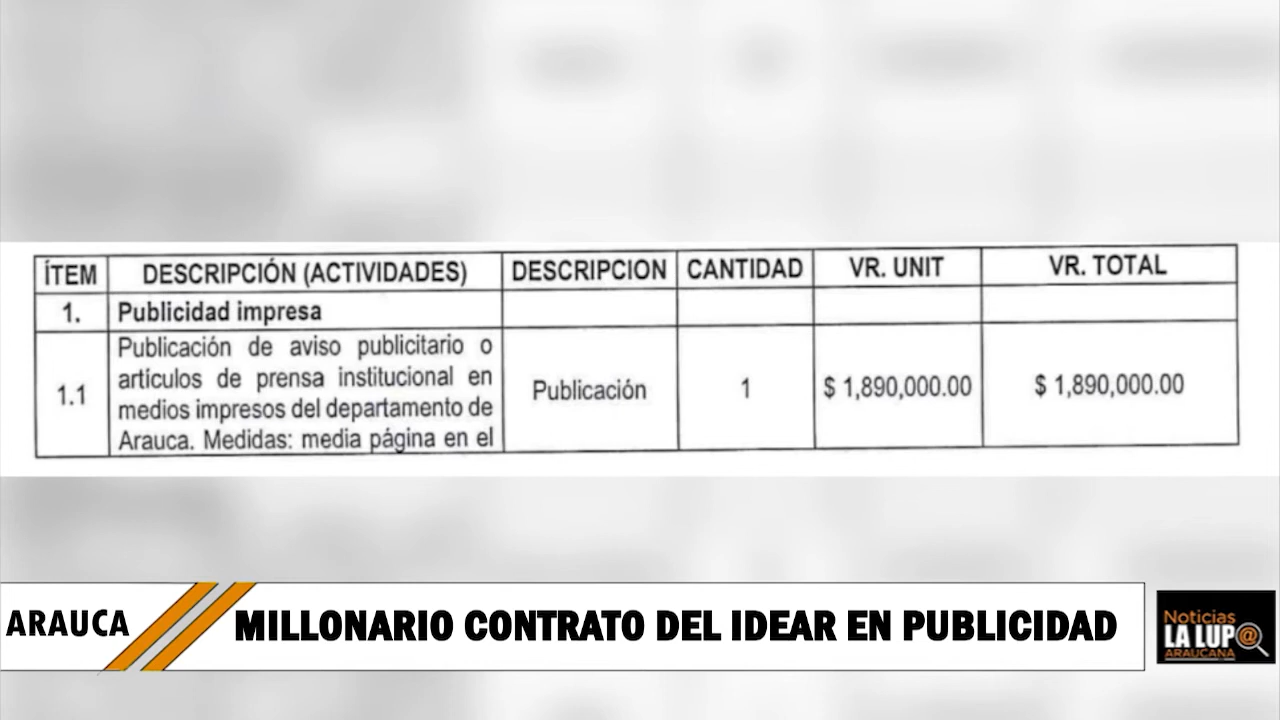 ÍTEM DESCRIPCIÓN (ACTIVIDADES) DESCRIPCION CANTIDAD VR. UNIT VR. TOTAL
1. Publicidad impresa
Publicación de aviso publicitario o
articulos de prensa institucional en
1.1 Publicación 1 $ 1,890,000.00 $ 1,890,000.00
medios impresos del departamento de
Arauca. Medidas: media página en el
ARAUCA
MILLONARIO CONTRATO DEL IDEAR EN PUBLICIDAD
Noticias
LA LUP@
ARAUCANA